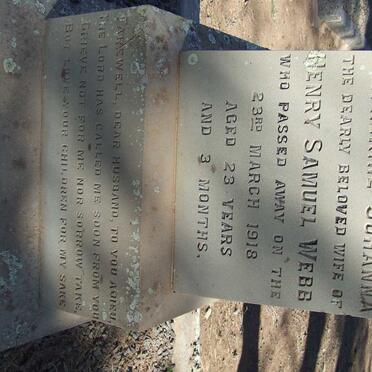 JOHANNA
THE DEARLY BELOVED WIFE OF
HENRY SAMUEL WEBB
WHO PASSED AWAY ON THE
23RD MARCH 1918
AGED 23 YEARS
AND 3 MONTHS.
FAREWELL, DEAR HUSBAND TO YOU ADIEU
THE LORD HAS CALLED ME SOON FROM YOU
GRIEVE NOT FOR ME NOR SORROW TAKE,
BUT LOVE OUR CHILDREN FOR MY SAKE